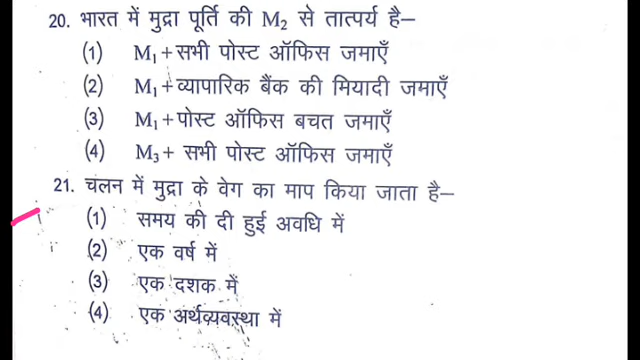 20. भारत में मुद्रा पूर्ति की M2 से तात्पर्य है–
(1) M1+सभी पोस्ट ऑफिस जमाएँ
(2) M1+व्यापारिक बैंक की मियादी जमाएँ
(3) M1+पोस्ट ऑफिस बचत जमाएँ
(4) M3+ सभी पोस्ट ऑफिस जमाएँ
21. चलन में मुद्रा के वेग का माप किया जाता है–
(1) समय की दी हुई अवधि में
(2) एक वर्ष में
(3) एक दशक में
(4) एक अर्थव्यवस्था में